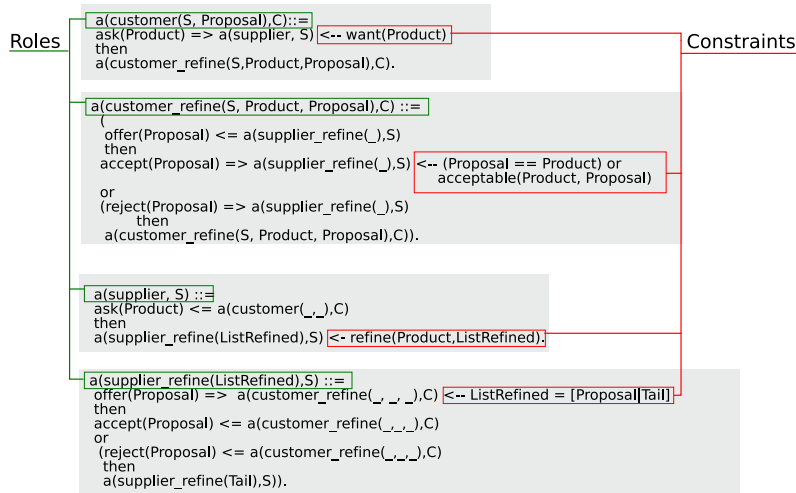 Roles
Constraints
a(customer(S, Proposal),C)::=
ask(Product) => a(supplier, S) <-- want(Product)
then
a(customer_refine(S,Product,Proposal),C).
a(customer_refine(S, Product, Proposal),C) ::=
(
offer(Proposal) <= a(supplier_refine(_),S)
then
accept(Proposal) => a(supplier_refine(_),S) <-- (Proposal == Product) or
acceptable(Product, Proposal)
or
(reject(Proposal) => a(supplier_refine(_),S)
then
a(customer_refine(S, Product, Proposal),C)).
a(supplier, S) ::=
ask(Product) <= a(customer(_,_),C)
then
a(supplier_refine(ListRefined),S) <- refine(Product,ListRefined).
a(supplier_refine(ListRefined),S) ::=
offer(Proposal) => a(customer_refine(_, _, _),C) <-- ListRefined = [Proposal|Tail]
then
accept(Proposal) <= a(customer_refine(_,_,_),C)
or
(reject(Proposal) <= a(customer_refine(_,_,_),C)
then
a(supplier_refine(Tail),S)).